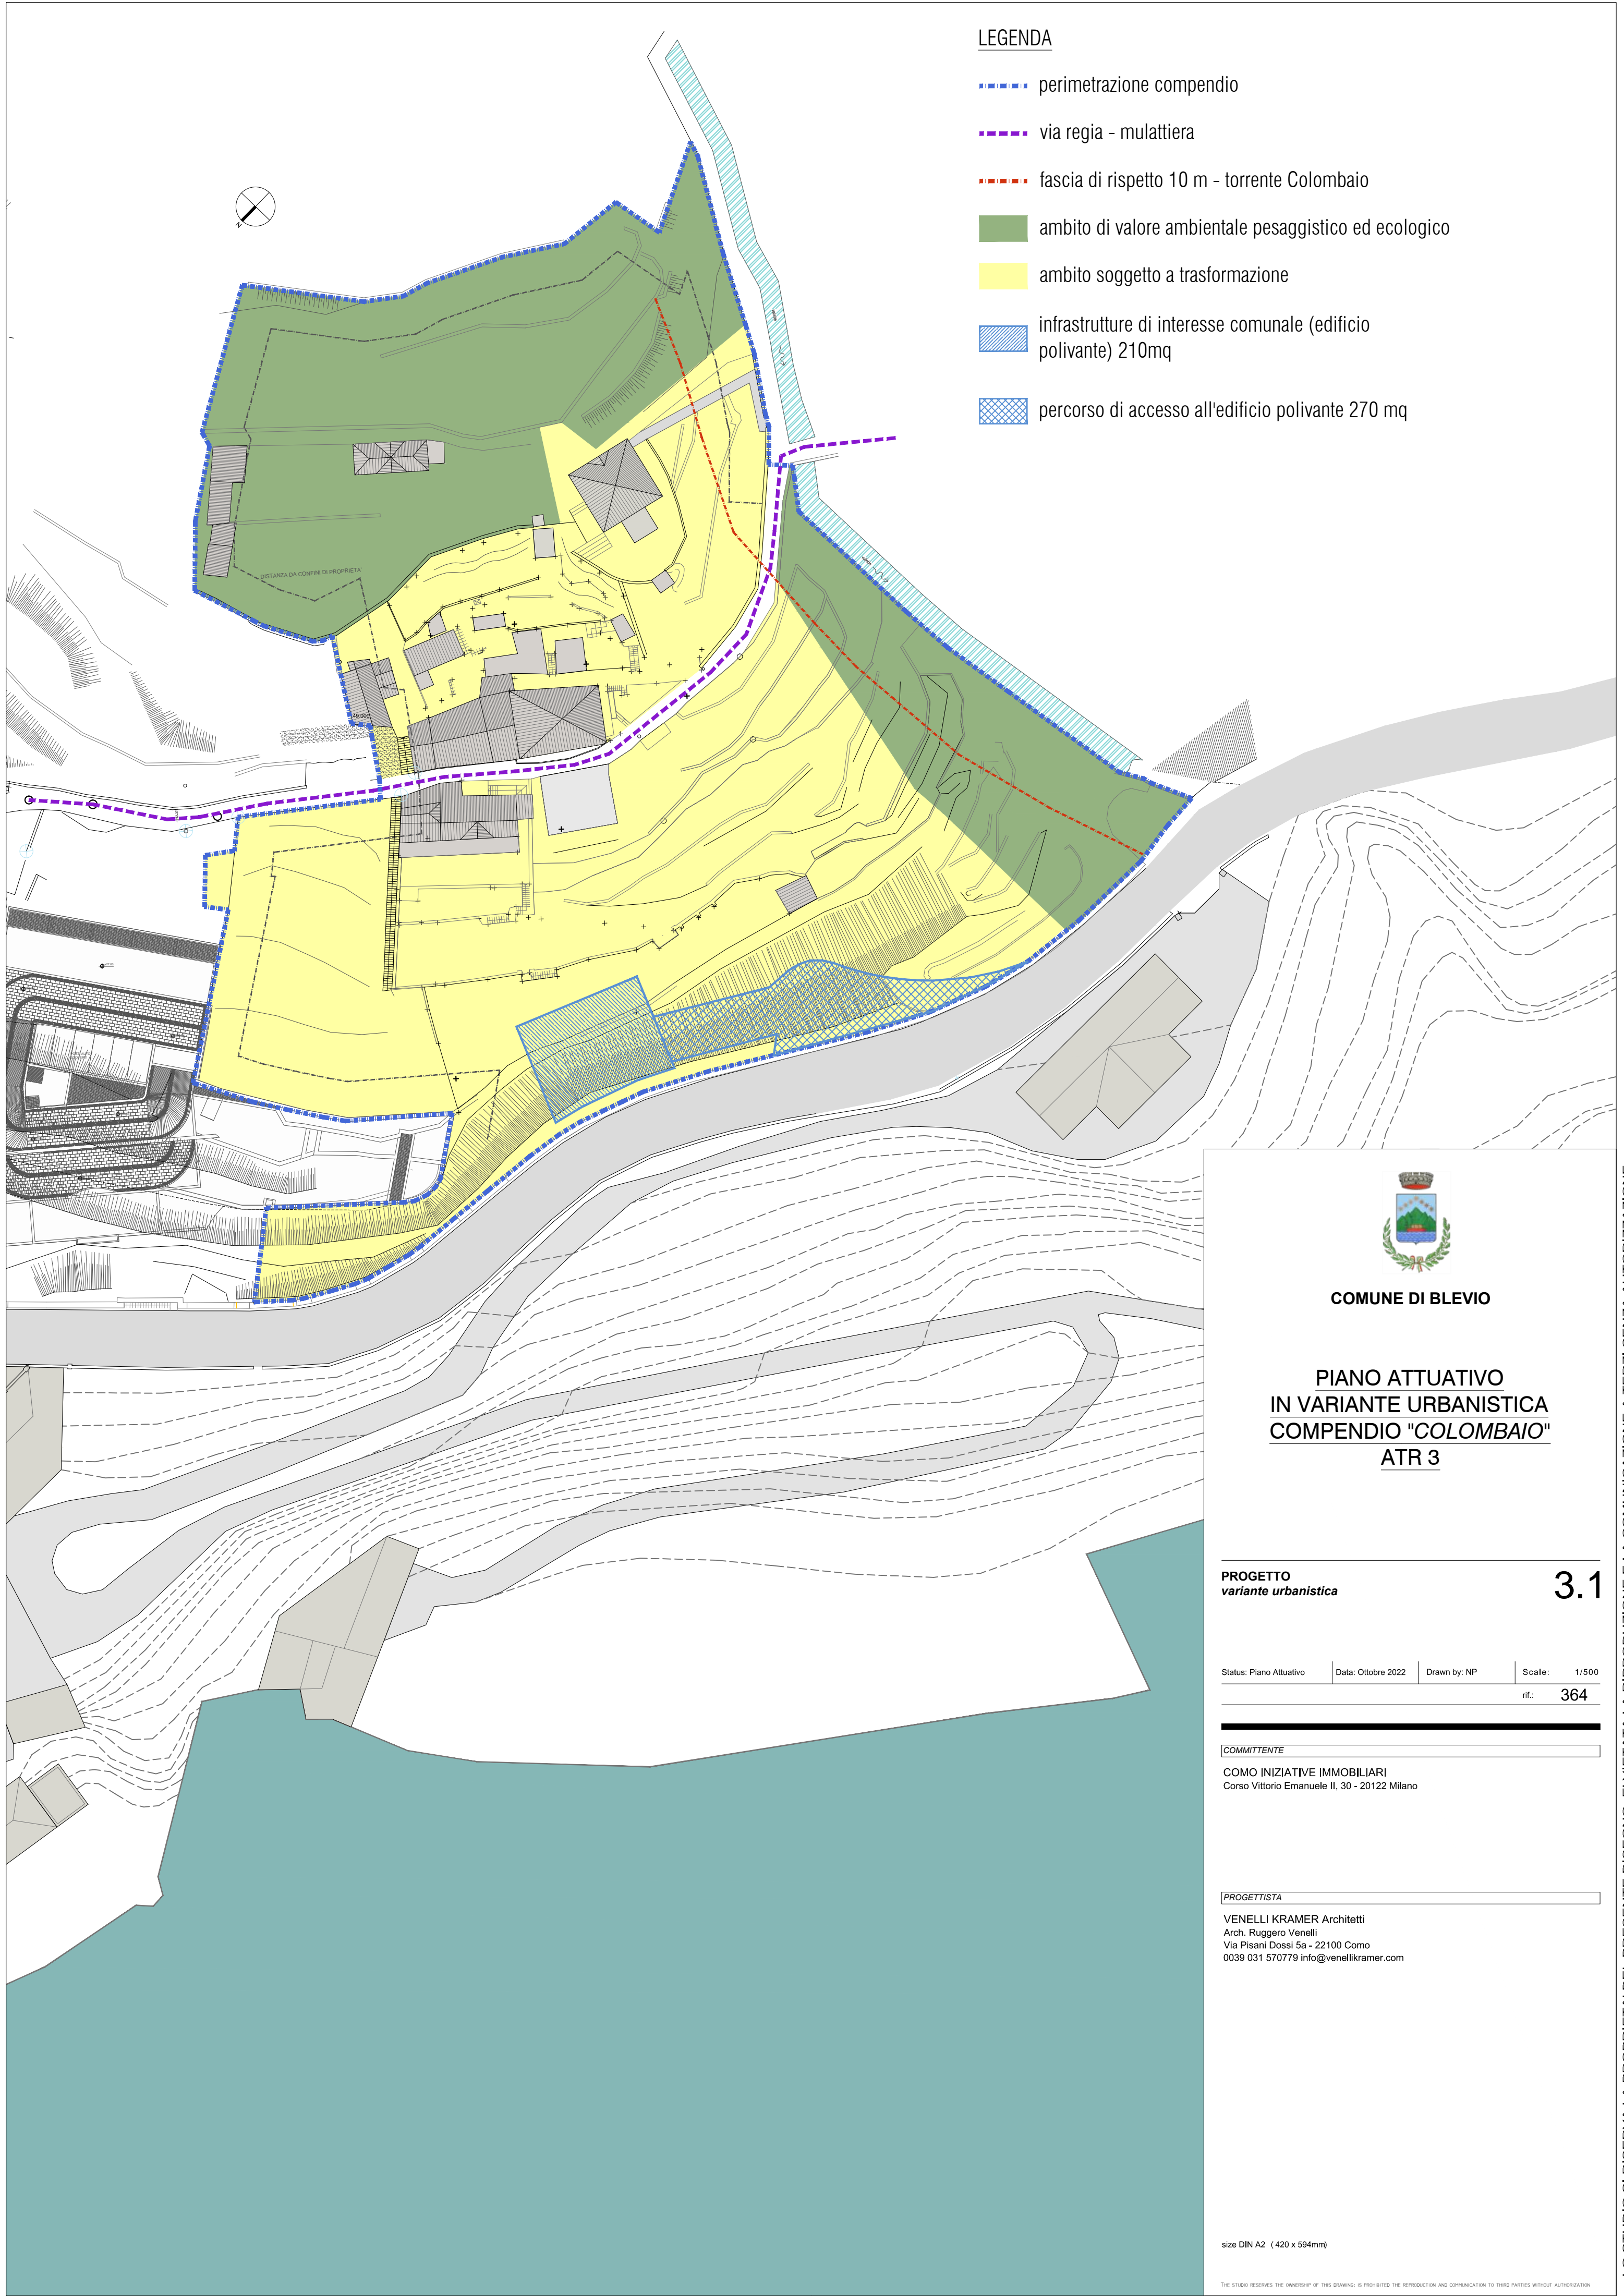 LEGENDA
perimetrazione compendio
via regia - mulattiera
fascia di rispetto 10 m - torrente Colombaio
ambito di valore ambientale pesaggistico ed ecologico
ambito soggetto a trasformazione
infrastrutture di interesse comunale (edificio
polivante) 210mq
percorso di accesso all'edificio polivante 270 mq
N
DISTANZA DA CONFINI DI PROPRIETA'
COMUNE DI BLEVIO
PIANO ATTUATIVO
IN VARIANTE URBANISTICA
COMPENDIO "COLOMBAIO"
ATR 3
PROGETTO
variante urbanistica
3.1
Status: Piano Attuativo
Data: Ottobre 2022
Drawn by: NP
Scale: 1/500
rif.: 364
COMMITTENTE
COMO INIZIATIVE IMMOBILIARI
Corso Vittorio Emanuele II, 30 - 20122 Milano
PROGETTISTA
VENELLI KRAMER Architetti
Arch. Ruggero Venelli
Via Pisani Dossi 5a - 22100 Como
0039 031 570779 info@venellikramer.com
size DIN A2 ( 420 x 594mm)
THE STUDIO RESERVES THE OWNERSHIP OF THIS DRAWING; IS PROHIBITED THE REPRODUCTION AND COMMUNICATION TO THIRD PARTIES WITHOUT AUTHORIZATION